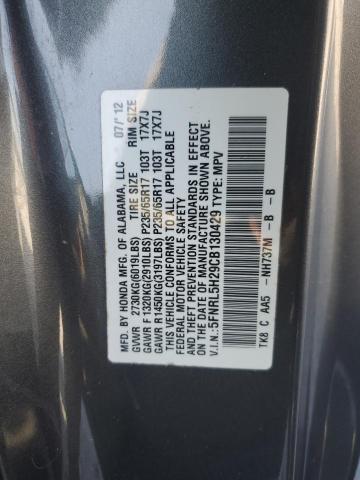 MFD. BY HONDA MFG. OF ALABAMA, LLC 07/'12
TIRE SIZE RIM SIZE
GVWR 2730KG(6019LBS)
GAWR F 1320KG(2910LBS) P235/65R17 103T 17X7J
GAWR R1450KG(3197LBS) P235/65R17 103T 17X7J
THIS VEHICLE CONFORMS TO ALL APPLICABLE
FEDERAL MOTOR VEHICLE SAFETY
AND THEFT PREVENTION STANDARDS IN EFFECT
ON THE DATE OF MANUFACTURE SHOWN ABOVE.
V.I.N.: 5FNRL5H29CB130429 TYPE: MPV
TK8 C AA5 -NH737M -B -B